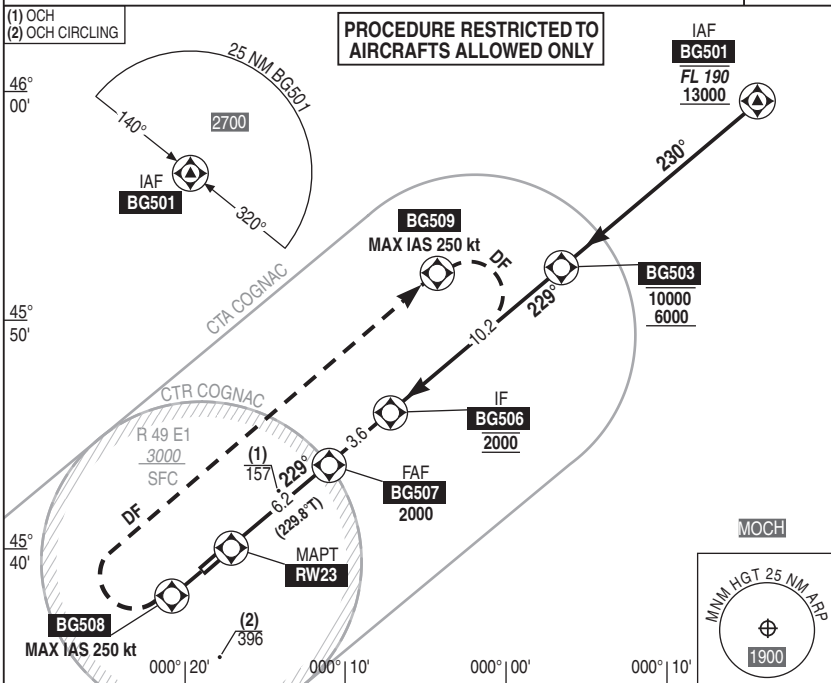 (1) OCH
(2) OCH CIRCLING
PROCEDURE RESTRICTED TO
AIRCRAFTS ALLOWED ONLY
IAF
BG501
FL 190
13000
46°
00'
25 NM BG501
2700
140°
320°
IAF
BG501
230°
BG509
MAX IAS 250 kt
DF
BG503
10000
6000
229°
10.2
CTA COGNAC
45°
50'
CTR COGNAC
IF
BG506
2000
3.6
R 49 E1
3000
SFC
(1)
157
229°
6.2
(229.8°T)
FAF
BG507
2000
DF
MOCH
45°
40'
MAPT
RW23
MNM HGT 25 NM ARP
1900
BG508
MAX IAS 250 kt
(2)
396
000° 20'
000° 10'
000° 00'
000° 10'